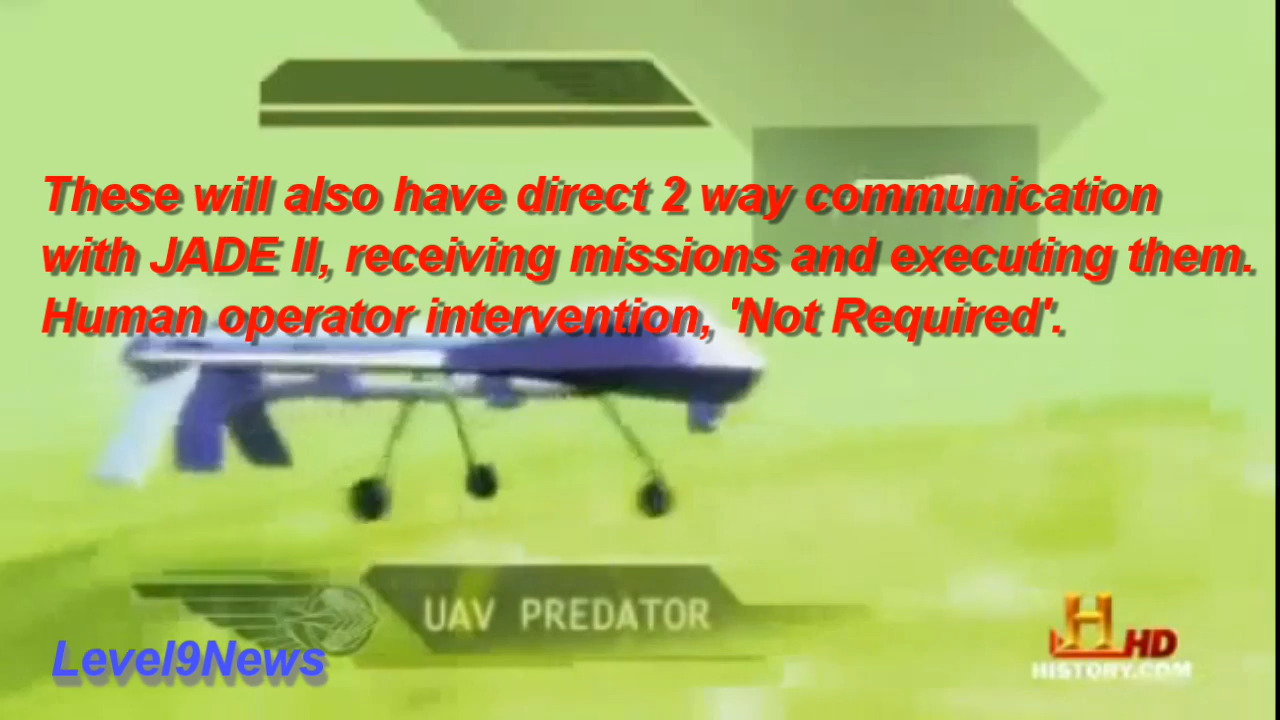 These will also have direct 2 way communication
with JADE II, receiving missions and executing them.
Human operator intervention, 'Not Required'.
UAV PREDATOR
Level9News
H HD
HISTORY.COM